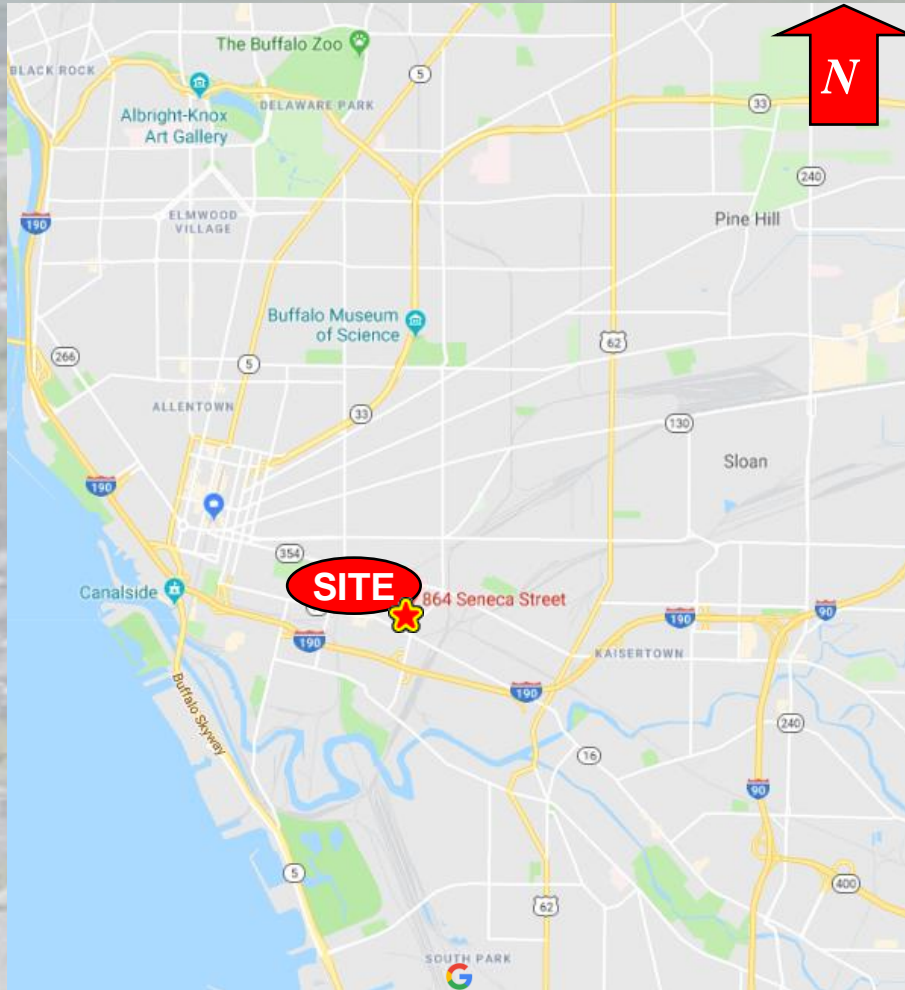 The Buffalo Zoo
N
BLACK ROCK
5
33
Albright-Knox
Art Gallery
DELAWARE PARK
240
190
ELMWOOD
VILLAGE
Pine Hill
Buffalo Museum
of Science
62
266
5
ALLENTOWN
33
130
Sloan
190
354
SITE
864 Seneca Street
Canalside
190
190
90
KAISERTOWN
190
Buffalo Skyway
240
16
90
5
400
62
SOUTH PARK
G